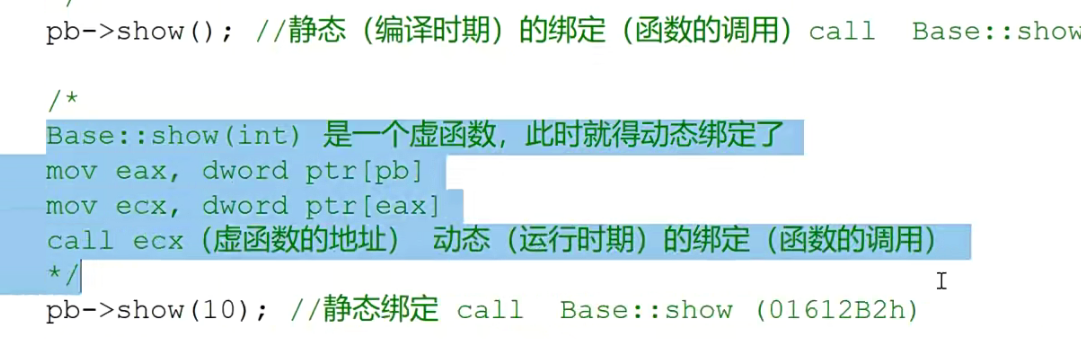 */
pb->show(); //静态（编译时期）的绑定（函数的调用）call Base::show
/*
Base::show(int) 是一个虚函数，此时就得动态绑定了
mov eax, dword ptr[pb]
mov ecx, dword ptr[eax]
call ecx（虚函数的地址） 动态（运行时期）的绑定（函数的调用）
*/
pb->show(10); //静态绑定 call Base::show (01612B2h)